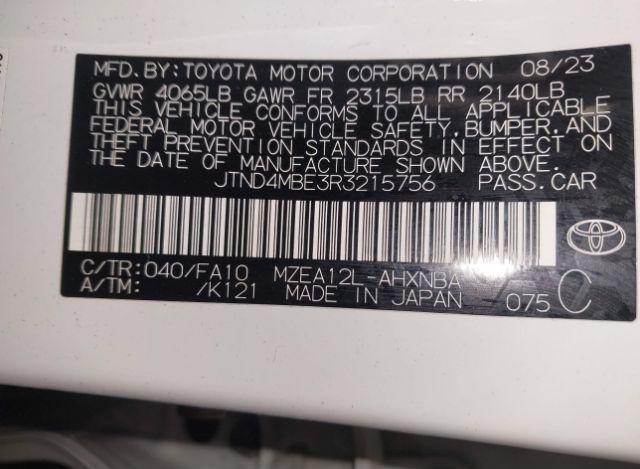 MFD.BY:TOYOTA MOTOR CORPORATION 08/23
GVWR 4065LB GAWR FR 2315LB RR 2140LB
THIS VEHICLE CONFORMS TO ALL APPLICABLE
FEDERAL MOTOR VEHICLE SAFETY,BUMPER,AND
THEFT PREVENTION STANDARDS IN EFFECT ON
THE DATE OF MANUFACTURE SHOWN ABOVE.
JTND4MBE3R3215756 PASS.CAR
C/TR:040/FA10 MZEA12L-AHXNBA
A/TM: /K121 MADE IN JAPAN 075 C